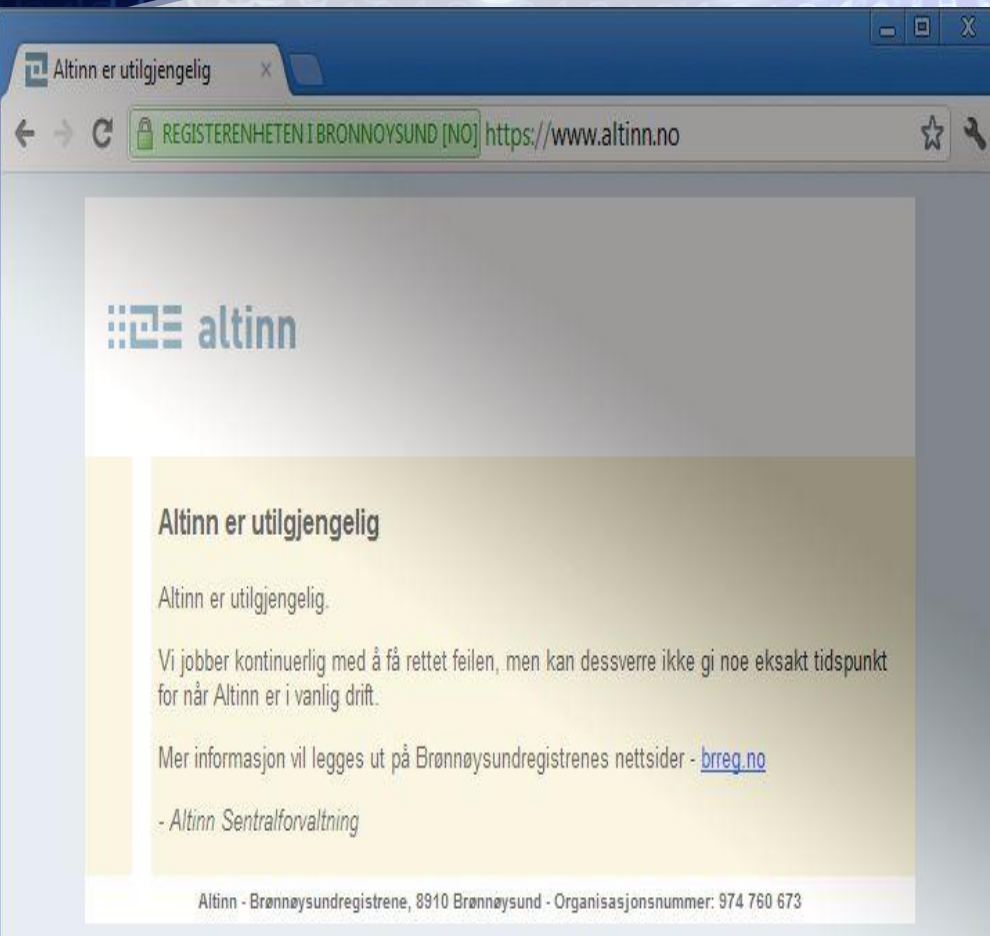 Altinn er utilgjengelig
REGISTERENHETEN I BRONNOYSUND [NO] https://www.altinn.no
altinn
Altinn er utilgjengelig
Altinn er utilgjengelig.
Vi jobber kontinuerlig med å få rettet feilen, men kan dessverre ikke gi noe eksakt tidspunkt
for når Altinn er i vanlig drift.
Mer informasjon vil legges ut på Brønnøysundregistrenes nettsider - brreg.no
- Altinn Sentralforvaltning
Altinn - Brønnøysundregistrene, 8910 Brønnøysund - Organisasjonsnummer: 974 760 673